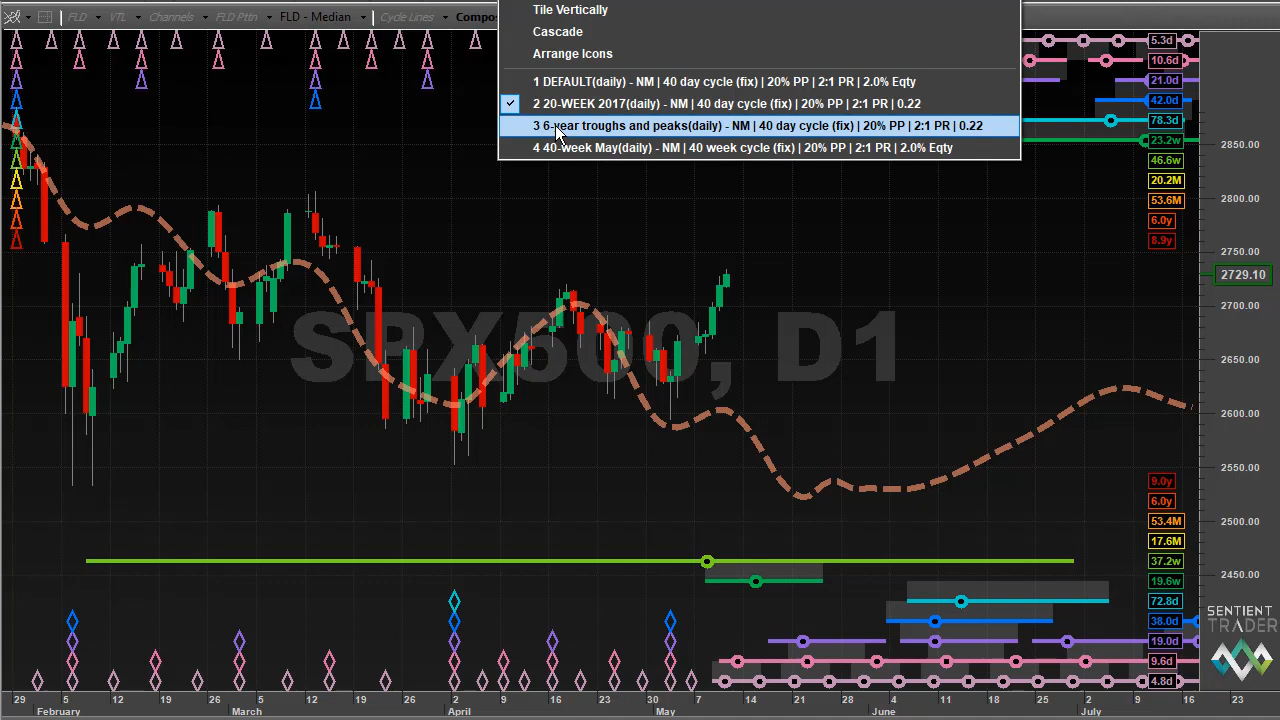 FLD VTL Channels FLD Pttn FLD - Median Cycle Lines Compo
Tile Vertically
Cascade
Arrange Icons
1 DEFAULT(daily) - NM | 40 day cycle (fix) | 20% PP | 2:1 PR | 2.0% Eqty
2 20-WEEK 2017(daily) - NM | 40 day cycle (fix) | 20% PP | 2:1 PR | 0.22
3 6-year troughs and peaks(daily) - NM | 40 day cycle (fix) | 20% PP | 2:1 PR | 0.22
4 40-week May(daily) - NM | 40 week cycle (fix) | 20% PP | 2:1 PR | 2.0% Eqty
5.3d
10.6d
21.0d
42.0d
78.3d
23.2w
46.6w
20.2M
53.6M
6.0y
8.9y
2850.00
2800.00
2750.00
2729.10
2700.00
2650.00
2600.00
2550.00
2500.00
2450.00
SPX500, D1
9.0y
6.0y
53.4M
17.6M
37.2w
19.6w
72.8d
38.0d
19.0d
9.6d
4.8d
SENTIENT
TRADER
29 5 12 19 26 5 12 19 26 2 9 16 23 30 7 14 21 28 4 11 18 25 2 9 16 23
February March April May June July